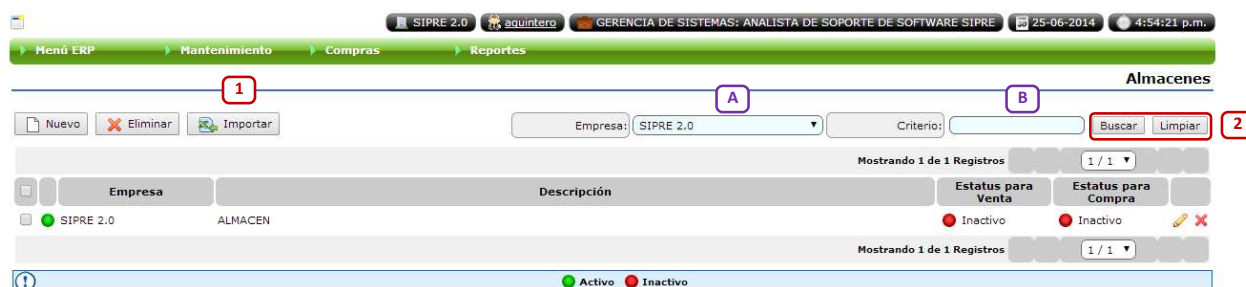 SIPRE 2.0 aquintero GERENCIA DE SISTEMAS: ANALISTA DE SOPORTE DE SOFTWARE SIPRE 25-06-2014 4:54:21 p.m.
Menú ERP Mantenimiento Compras Reportes
Almacenes
1 A B
Nuevo Eliminar Importar Empresa: SIPRE 2.0 Criterio: Buscar Limpiar 2
Mostrando 1 de 1 Registros 1 / 1
Empresa Descripción Estatus para Venta Estatus para Compra
SIPRE 2.0 ALMACEN Inactivo Inactivo
Mostrando 1 de 1 Registros 1 / 1
Activo Inactivo